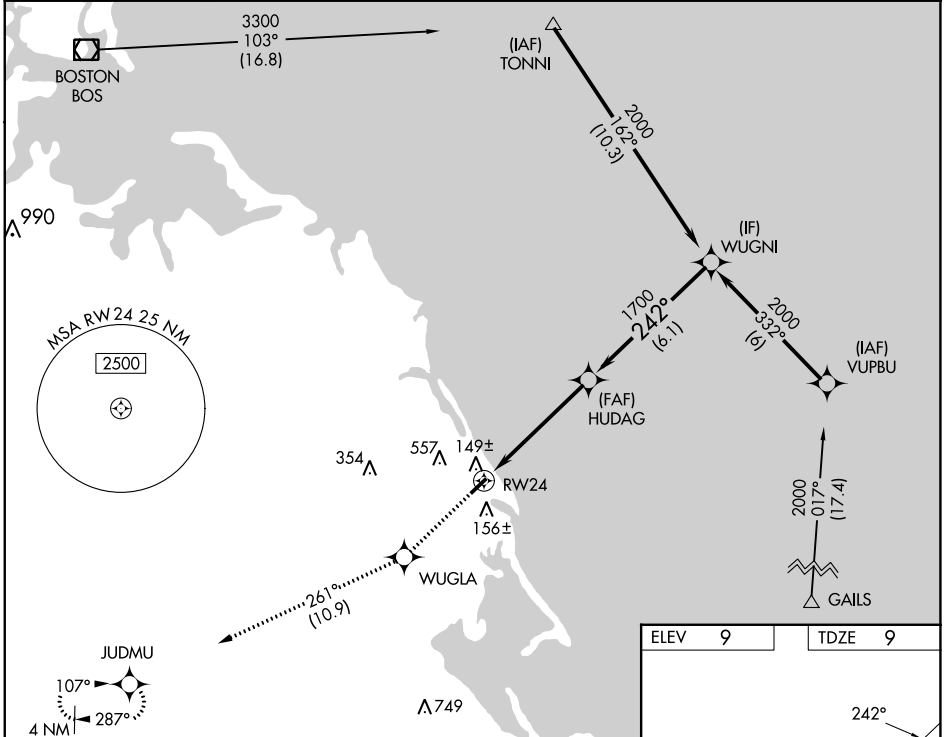 3300
103°
(16.8)
BOSTON
BOS
(IAF)
TONNI
2000
162°
(10.3)
990
(IF)
WUGNI
MSA RW24 25 NM
2500
1700
242°
(6.1)
2000
332°
(6)
(IAF)
VUPBU
(FAF)
HUDAG
354
557
149±
RW24
156±
2000
017°
(17.4)
WUGLA
GAILS
261°
(10.9)
ELEV 9
TDZE 9
JUDMU
107°
287°
4 NM
749
242°